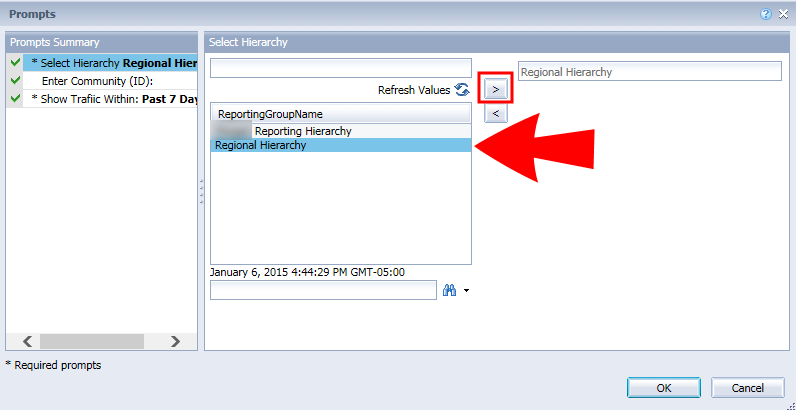 Prompts
Prompts Summary
* Select Hierarchy Regional Hier
Enter Community (ID):
* Show Traffic Within: Past 7 Day
Select Hierarchy
Refresh Values
ReportingGroupName
Reporting Hierarchy
Regional Hierarchy
January 6, 2015 4:44:29 PM GMT-05:00
>
<
Regional Hierarchy
* Required prompts
OK
Cancel